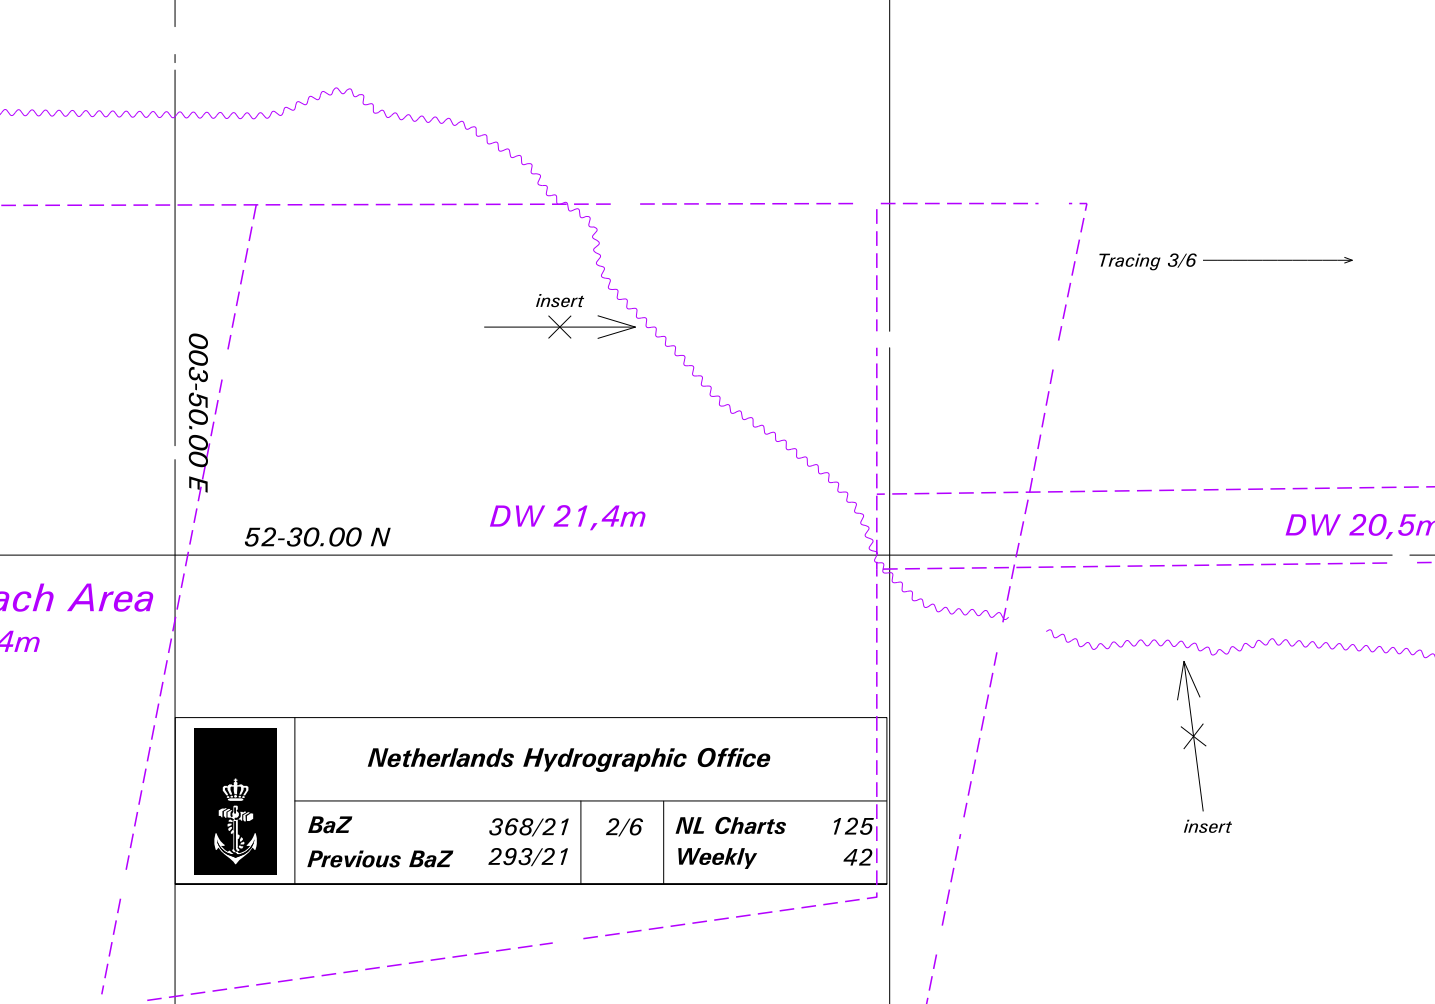 Tracing 3/6
insert
003-50.00 E
DW 21,4m
DW 20,5m
52-30.00 N
ach Area
4m
Netherlands Hydrographic Office
BaZ 368/21 2/6 NL Charts 125
Previous BaZ 293/21 Weekly 42
insert